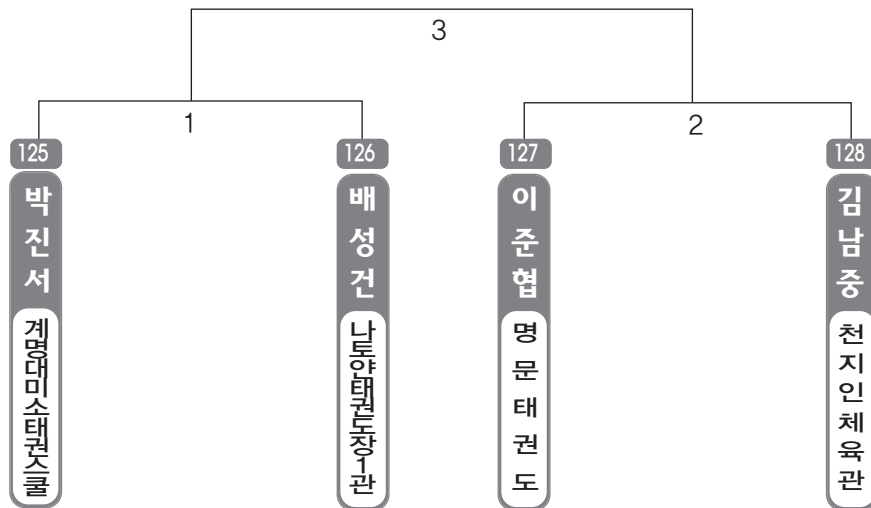 3
1
2
125
126
127
128
박진서
배성건
이준협
김남중
계명대미소태권스쿨
나토얀태권도장1관
명문태권도
천지인체육관